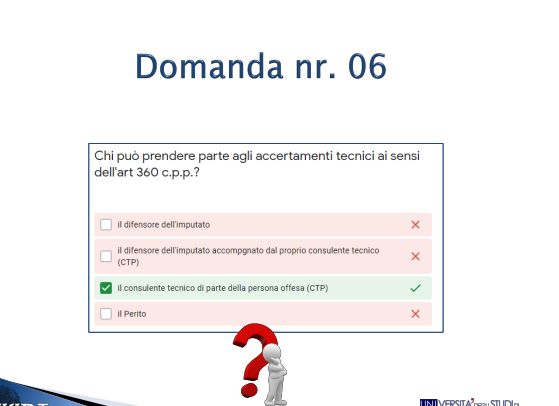 Domanda nr. 06
Chi può prendere parte agli accertamenti tecnici ai sensi
dell'art 360 c.p.p.?
il difensore dell'imputato
il difensore dell'imputato accompgnato dal proprio consulente tecnico
(CTP)
il consulente tecnico di parte della persona offesa (CTP)
il Perito
UNIVERSITA' DEGLI STUDI DI